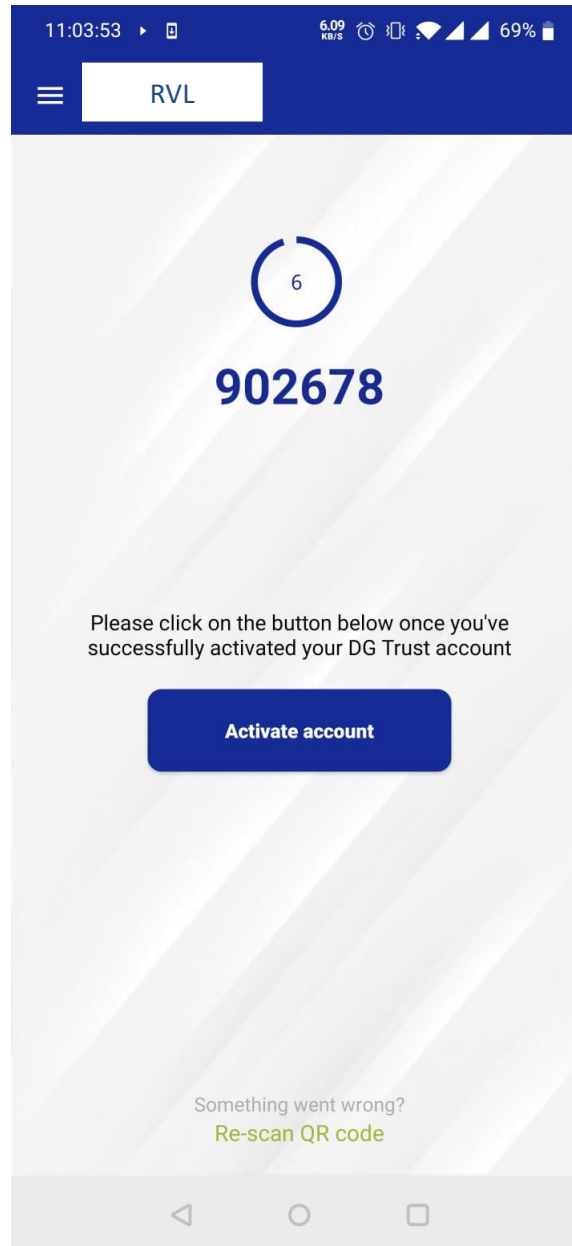 11:03:53 6.09 KB/S 69%
RVL
6
902678
Please click on the button below once you've
successfully activated your DG Trust account
Activate account
Something went wrong?
Re-scan QR code